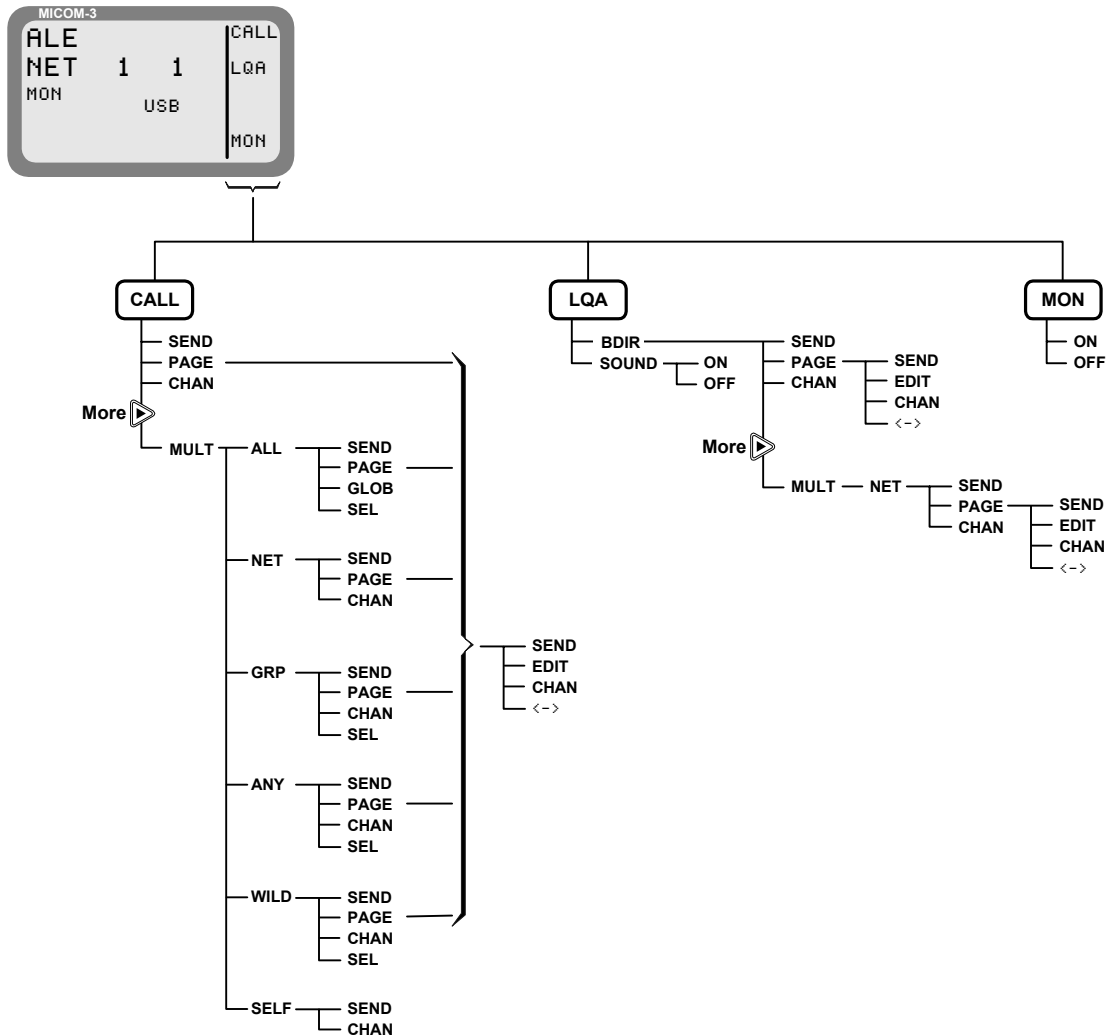 MICOM-3
ALE
NET 1 1
MON
USB
CALL
LQA
MON
CALL
SEND
PAGE
CHAN
More
MULT
ALL
SEND
PAGE
GLOB
SEL
NET
SEND
PAGE
CHAN
GRP
SEND
PAGE
CHAN
SEL
ANY
SEND
PAGE
CHAN
SEL
WILD
SEND
PAGE
CHAN
SEL
SELF
SEND
CHAN
SEND
EDIT
CHAN
<->
LQA
BDIR
SOUND
ON
OFF
SEND
PAGE
CHAN
SEND
EDIT
CHAN
<->
More
MULT
NET
SEND
PAGE
CHAN
SEND
EDIT
CHAN
<->
MON
ON
OFF